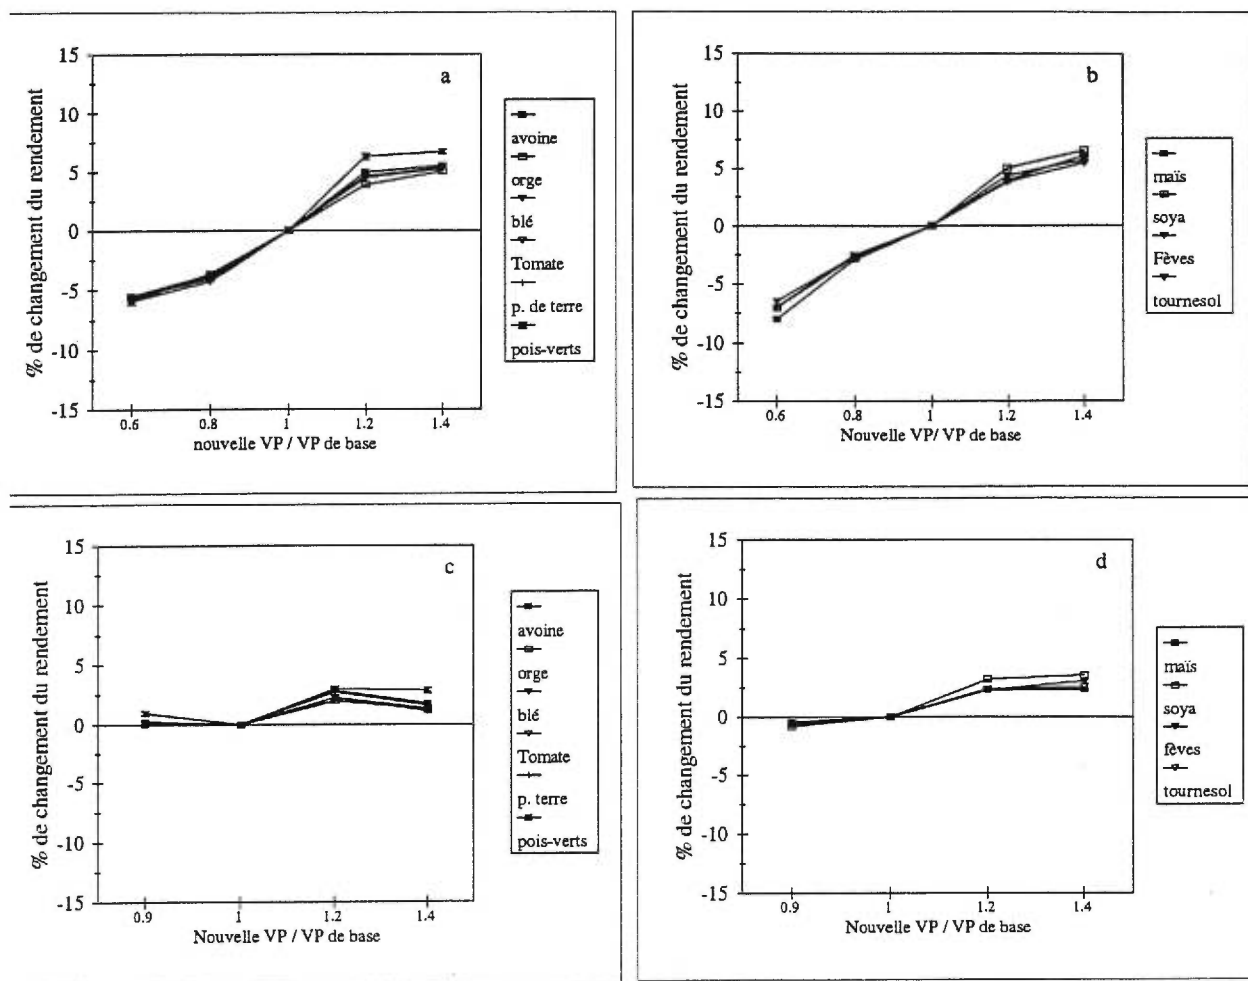 a
% de changement du rendement
15
10
5
0
-5
-10
-15
0.6 0.8 1 1.2 1.4
nouvelle VP / VP de base
avoine
orge
blé
Tomate
p. de terre
pois-verts
b
% de changement du rendement
15
10
5
0
-5
-10
-15
0.6 0.8 1 1.2 1.4
Nouvelle VP/ VP de base
maïs
soya
Fèves
tournesol
c
% de changement du rendement
15
10
5
0
-5
-10
-15
0.9 1 1.2 1.4
Nouvelle VP / VP de base
avoine
orge
blé
Tomate
p. terre
pois-verts
d
% de changement du rendement
15
10
5
0
-5
-10
-15
0.9 1 1.2 1.4
Nouvelle VP / VP de base
maïs
soya
fèves
tournesol